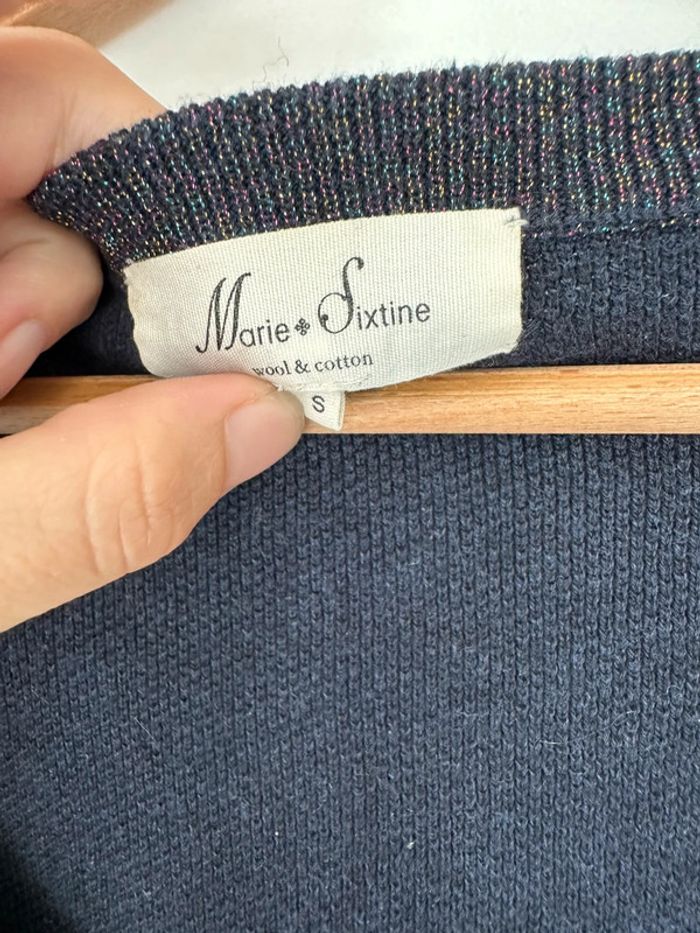 Marie Sixtine
wool & cotton
S